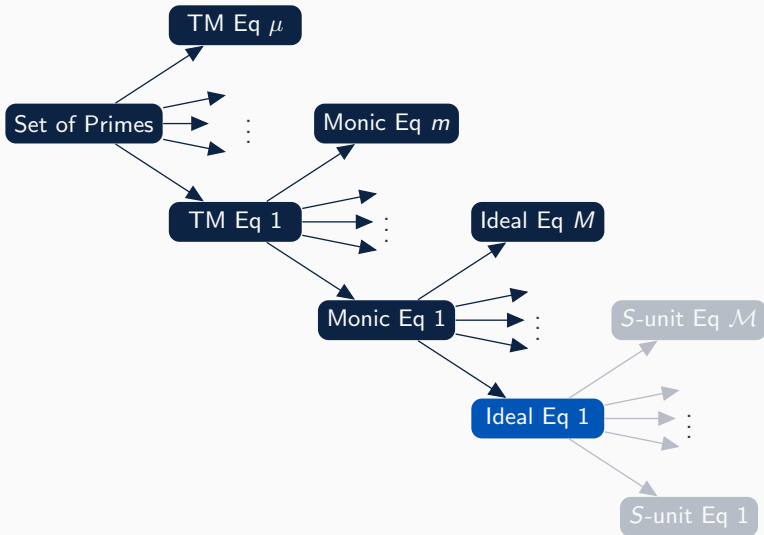 TM Eq μ
Set of Primes
⋮
Monic Eq m
TM Eq 1
⋮
Ideal Eq M
Monic Eq 1
⋮
S-unit Eq ℳ
Ideal Eq 1
⋮
S-unit Eq 1